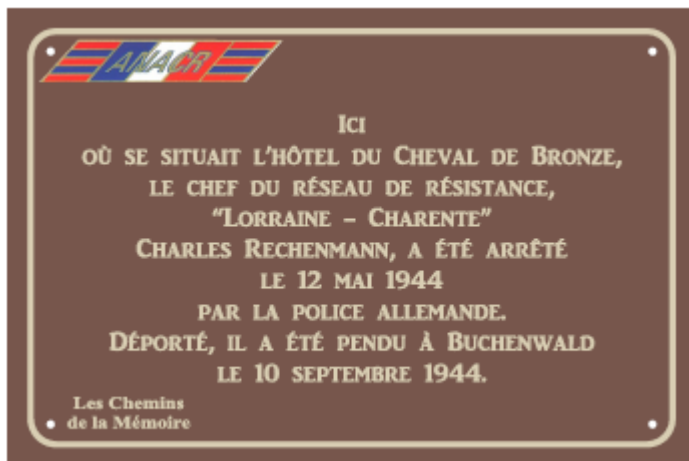 ANACR
ICI
OÙ SE SITUAIT L'HÔTEL DU CHEVAL DE BRONZE,
LE CHEF DU RÉSEAU DE RÉSISTANCE,
"LORRAINE – CHARENTE"
CHARLES RECHENMANN, A ÉTÉ ARRÊTÉ
LE 12 MAI 1944
PAR LA POLICE ALLEMANDE.
DÉPORTÉ, IL A ÉTÉ PENDU À BUCHENWALD
LE 10 SEPTEMBRE 1944.
Les Chemins
de la Mémoire